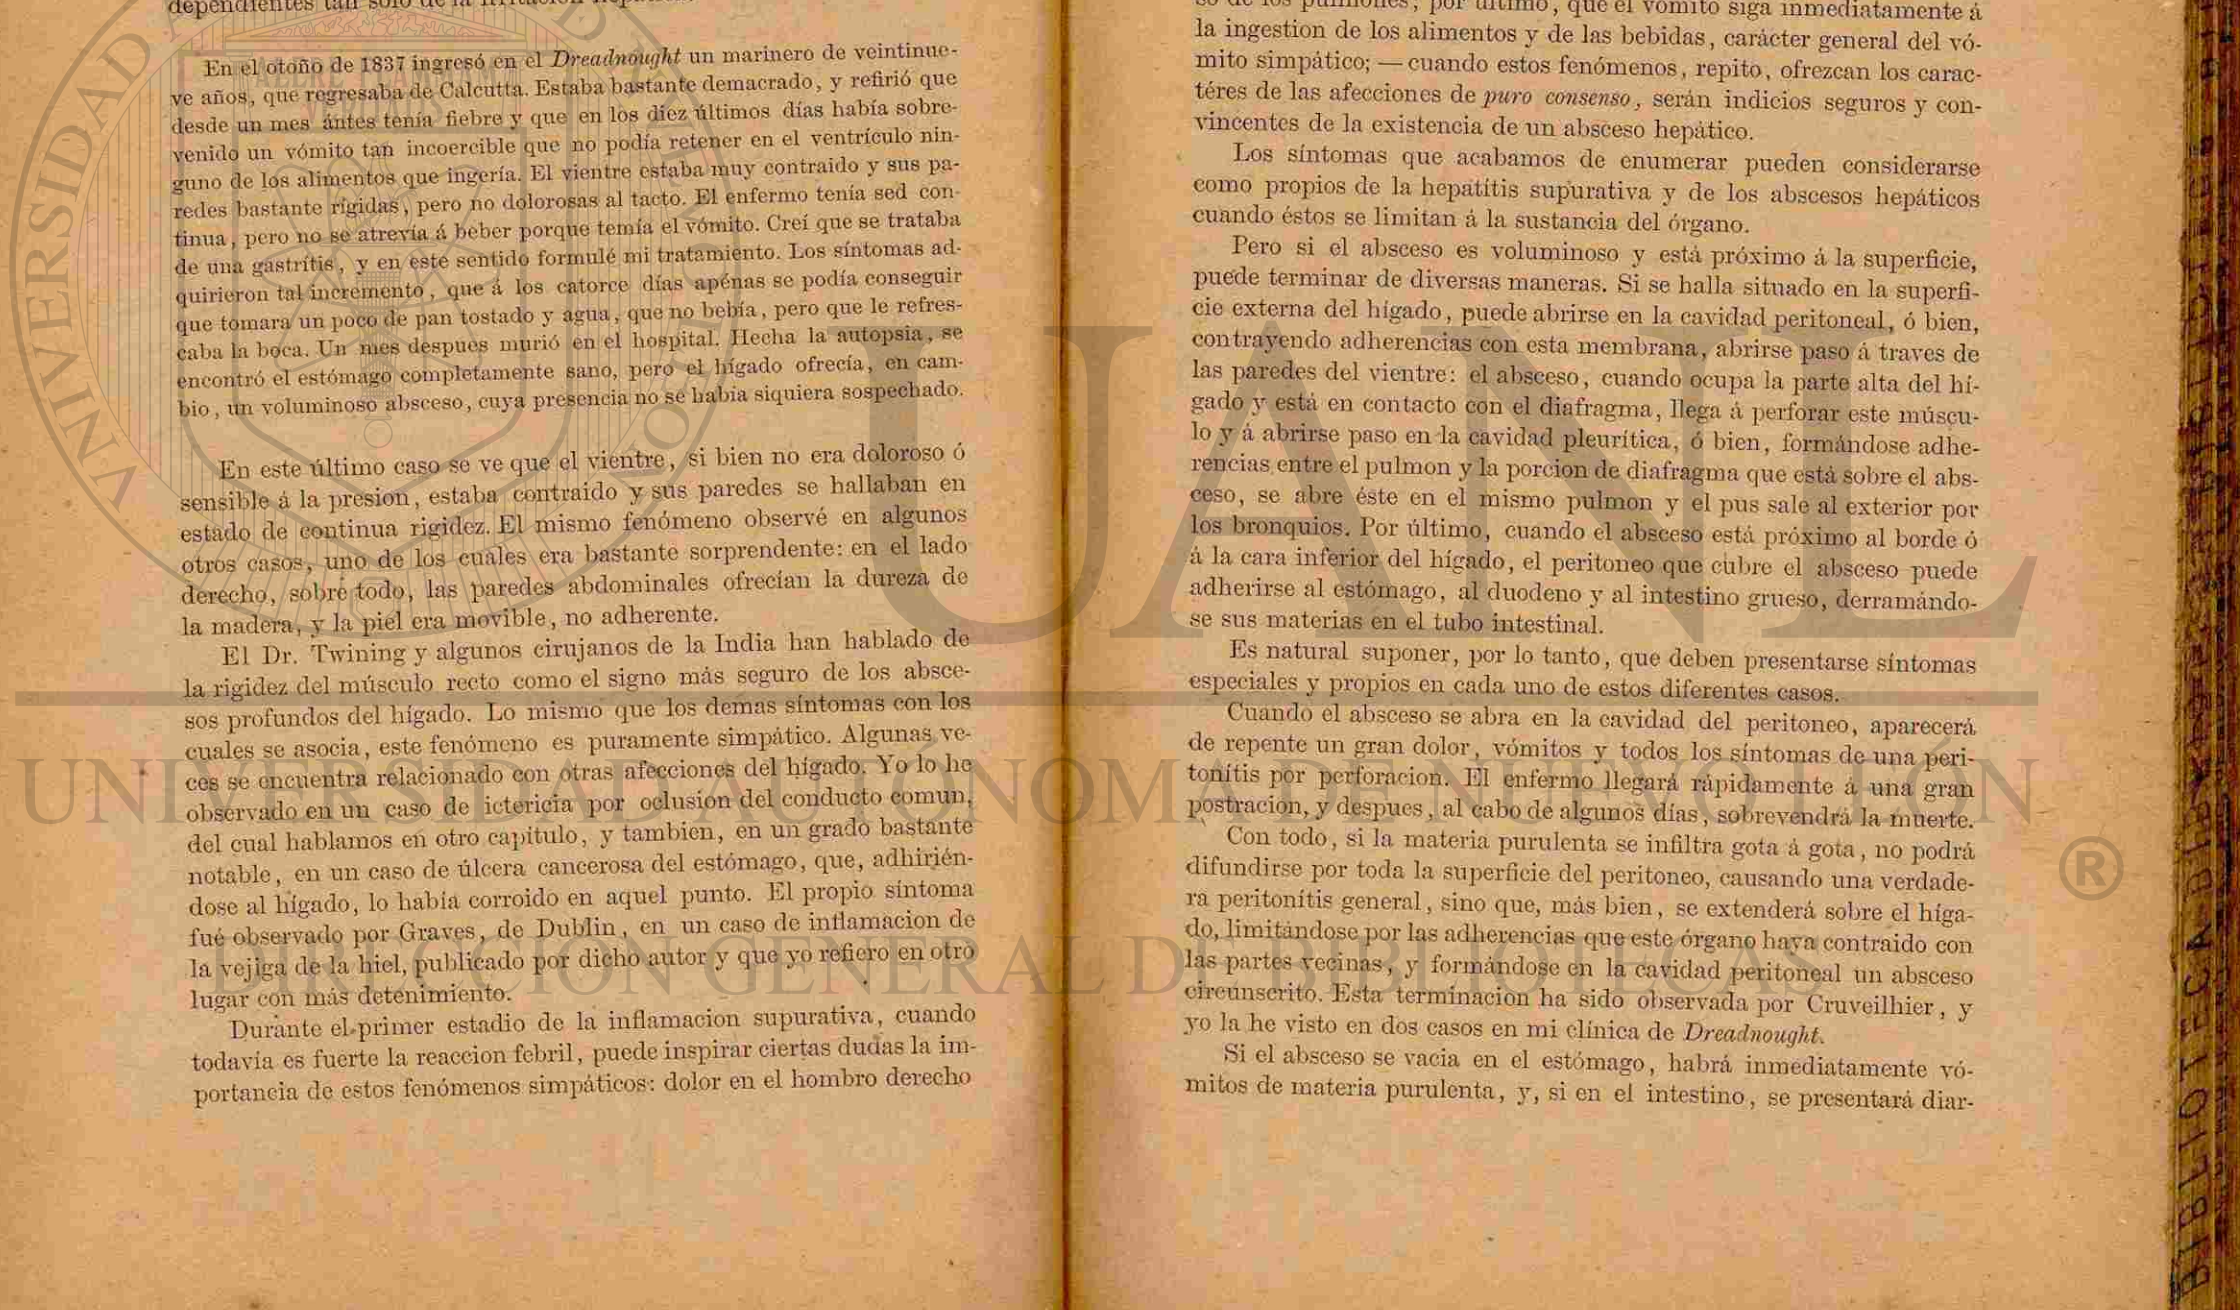 dependientes tan sólo de la irritacion
En el otoño de 1837 ingresó en el Dreadnought un marinero de veintinue-
ve años, que regresaba de Calcutta. Estaba bastante demacrado, y refirió que
desde un mes ántes tenía fiebre y que en los diez últimos días había sobre-
venido un vómito tan incoercible que no podía retener en el ventrículo nin-
guno de los alimentos que ingería. El vientre estaba muy contraido y sus pa-
redes bastante rígidas, pero no dolorosas al tacto. El enfermo tenía sed con-
tinua, pero no se atrevía á beber porque temía el vómito. Creí que se trataba
de una gastrítis, y en este sentido formulé mi tratamiento. Los síntomas ad-
quirieron tal incremento, que á los catorce días apénas se podía conseguir
que tomara un poco de pan tostado y agua, que no bebía, pero que le refres-
caba la boca. Un mes despues murió en el hospital. Hecha la autopsia, se
encontró el estómago completamente sano, pero el hígado ofrecía, en cam-
bio, un voluminoso absceso, cuya presencia no se había siquiera sospechado.
En este último caso se ve que el vientre, si bien no era doloroso ó
sensible á la presion, estaba contraido y sus paredes se hallaban en
estado de continua rigidez. El mismo fenómeno observé en algunos
otros casos, uno de los cuales era bastante sorprendente: en el lado
derecho, sobre todo, las paredes abdominales ofrecían la dureza de
la madera, y la piel era movible, no adherente.
El Dr. Twining y algunos cirujanos de la India han hablado de
la rigidez del músculo recto como el signo más seguro de los absce-
sos profundos del hígado. Lo mismo que los demas síntomas con los
cuales se asocia, este fenómeno es puramente simpático. Algunas ve-
ces se encuentra relacionado con otras afecciones del hígado. Yo lo he
observado en un caso de ictericia por oclusion del conducto comun,
del cual hablamos en otro capítulo, y tambien, en un grado bastante
notable, en un caso de úlcera cancerosa del estómago, que, adhirién-
dose al hígado, lo había corroido en aquel punto. El propio síntoma
fué observado por Graves, de Dublin, en un caso de inflamacion de
la vejiga de la hiel, publicado por dicho autor y que yo refiero en otro
lugar con más detenimiento.
Durante el primer estadio de la inflamacion supurativa, cuando
todavía es fuerte la reaccion febril, puede inspirar ciertas dudas la im-
portancia de estos fenómenos simpáticos: dolor en el hombro derecho
so de los pulmones; por último, que el vómito siga inmediatamente á
la ingestion de los alimentos y de las bebidas, carácter general del vó-
mito simpático; — cuando estos fenómenos, repito, ofrezcan los carac-
téres de las afecciones de puro consenso, serán indicios seguros y con-
vincentes de la existencia de un absceso hepático.
Los síntomas que acabamos de enumerar pueden considerarse
como propios de la hepatítis supurativa y de los abscesos hepáticos
cuando éstos se limitan á la sustancia del órgano.
Pero si el absceso es voluminoso y está próximo á la superficie,
puede terminar de diversas maneras. Si se halla situado en la superfi-
cie externa del hígado, puede abrirse en la cavidad peritoneal, ó bien,
contrayendo adherencias con esta membrana, abrirse paso á traves de
las paredes del vientre: el absceso, cuando ocupa la parte alta del hí-
gado y está en contacto con el diafragma, llega á perforar este múscu-
lo y á abrirse paso en la cavidad pleurítica, ó bien, formándose adhe-
rencias entre el pulmon y la porcion de diafragma que está sobre el abs-
ceso, se abre éste en el mismo pulmon y el pus sale al exterior por
los bronquios. Por último, cuando el absceso está próximo al borde ó
á la cara inferior del hígado, el peritoneo que cubre el absceso puede
adherirse al estómago, al duodeno y al intestino grueso, derramándo-
se sus materias en el tubo intestinal.
Es natural suponer, por lo tanto, que deben presentarse síntomas
especiales y propios en cada uno de estos diferentes casos.
Cuando el absceso se abra en la cavidad del peritoneo, aparecerá
de repente un gran dolor, vómitos y todos los síntomas de una peri-
tonítis por perforacion. El enfermo llegará rápidamente á una gran
postracion, y despues, al cabo de algunos días, sobrevendrá la muerte.
Con todo, si la materia purulenta se infiltra gota á gota, no podrá
difundirse por toda la superficie del peritoneo, causando una verdade-
ra peritonítis general, sino que, más bien, se extenderá sobre el híga-
do, limitándose por las adherencias que este órgano haya contraido con
las partes vecinas, y formándose en la cavidad peritoneal un absceso
circunscrito. Esta terminacion ha sido observada por Cruveilhier, y
yo la he visto en dos casos en mi clínica de Dreadnought.
Si el absceso se vacia en el estómago, habrá inmediatamente vó-
mitos de materia purulenta, y, si en el intestino, se presentará diar-
UANL
UNIVERSIDAD AUTÓNOMA DE NUEVO LEÓN
®
DIRECCIÓN GENERAL DE BIBLIOTECAS